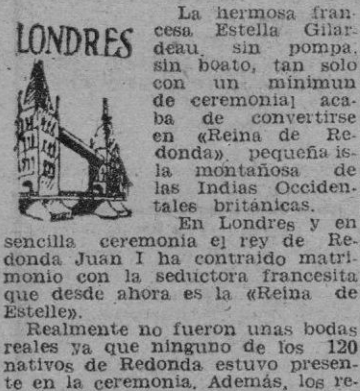 LONDRES
La hermosa fran-
cesa Estella Gilar-
deau, sin pompa,
sin boato, tan solo
con un minimun
de ceremonial aca-
ba de convertirse
en «Reina de Re-
donda», pequeña is-
la montañosa de
las Indias Occiden-
tales británicas.
En Londres y en
sencilla ceremonia el rey de Re-
donda Juan I ha contraido matri-
monio con la seductora francesita
que desde ahora es la «Reina de
Estelle».
Realmente no fueron unas bodas
reales ya que ninguno de los 120
nativos de Redonda estuvo presen-
te en la ceremonia. Además, los re